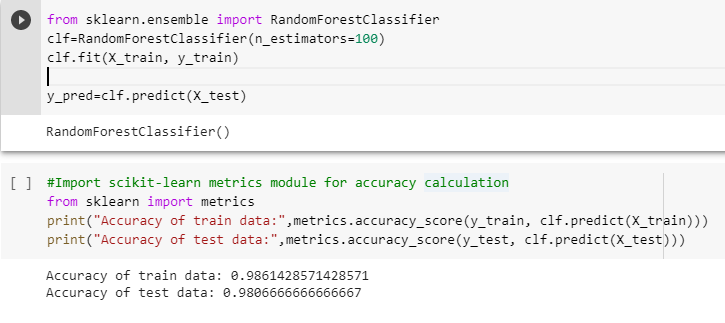 from sklearn.ensemble import RandomForestClassifier
clf=RandomForestClassifier(n_estimators=100)
clf.fit(X_train, y_train)
y_pred=clf.predict(X_test)
RandomForestClassifier()
[ ] #Import scikit-learn metrics module for accuracy calculation
from sklearn import metrics
print("Accuracy of train data:",metrics.accuracy_score(y_train, clf.predict(X_train)))
print("Accuracy of test data:",metrics.accuracy_score(y_test, clf.predict(X_test)))
Accuracy of train data: 0.9861428571428571
Accuracy of test data: 0.9806666666666667